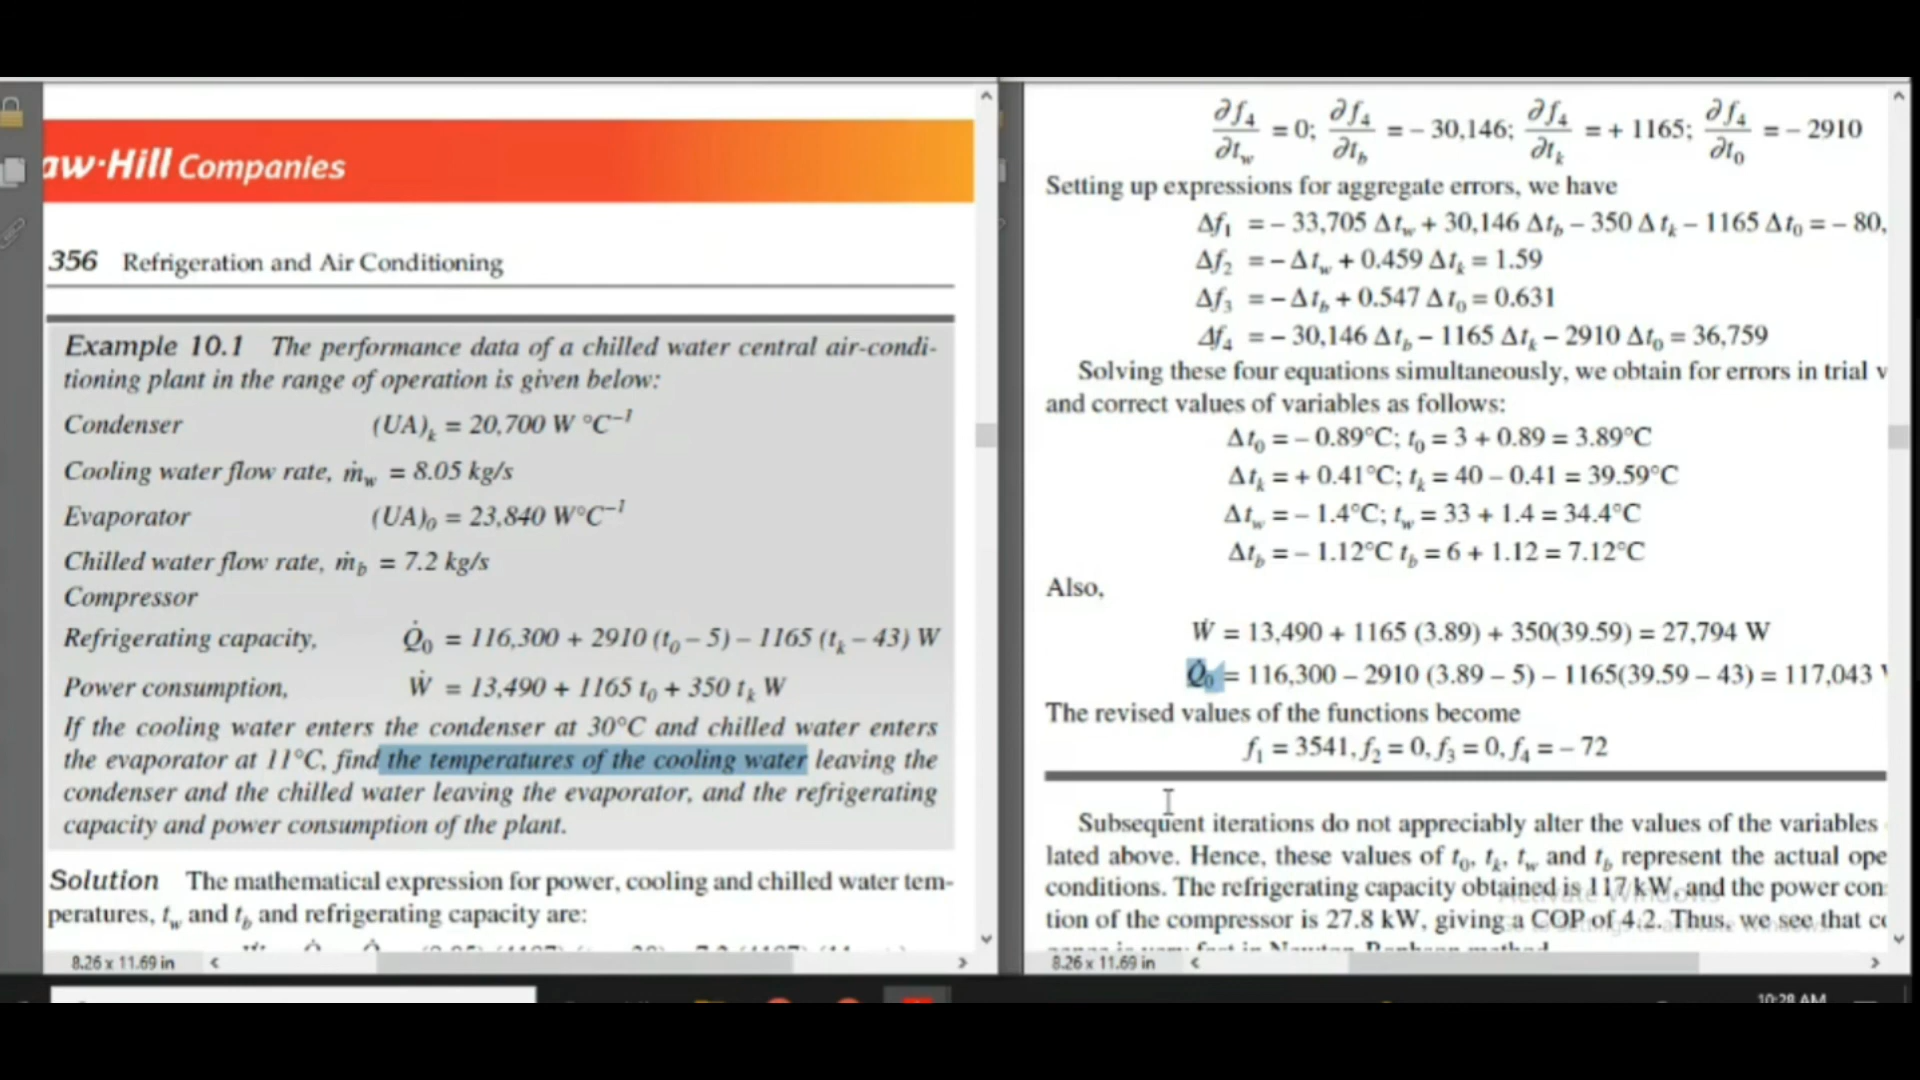 aw·Hill Companies
356 Refrigeration and Air Conditioning
Example 10.1 The performance data of a chilled water central air-condi-
tioning plant in the range of operation is given below:
Condenser (UA)k = 20,700 W °C–1
Cooling water flow rate, ṁw = 8.05 kg/s
Evaporator (UA)0 = 23,840 W°C–1
Chilled water flow rate, ṁb = 7.2 kg/s
Compressor
Refrigerating capacity, Q̇0 = 116,300 + 2910 (t0 – 5) – 1165 (tk – 43) W
Power consumption, Ẇ = 13,490 + 1165 t0 + 350 tk W
If the cooling water enters the condenser at 30°C and chilled water enters
the evaporator at 11°C, find the temperatures of the cooling water leaving the
condenser and the chilled water leaving the evaporator, and the refrigerating
capacity and power consumption of the plant.
Solution The mathematical expression for power, cooling and chilled water tem-
peratures, tw and tb and refrigerating capacity are:
8.26 x 11.69 in
∂f4/∂tw = 0; ∂f4/∂tb = – 30,146; ∂f4/∂tk = + 1165; ∂f4/∂t0 = – 2910
Setting up expressions for aggregate errors, we have
Δf1 = – 33,705 Δtw + 30,146 Δtb – 350 Δtk – 1165 Δt0 = – 80,
Δf2 = – Δtw + 0.459 Δtk = 1.59
Δf3 = – Δtb + 0.547 Δt0 = 0.631
Δf4 = – 30,146 Δtb – 1165 Δtk – 2910 Δt0 = 36,759
Solving these four equations simultaneously, we obtain for errors in trial v
and correct values of variables as follows:
Δt0 = – 0.89°C; t0 = 3 + 0.89 = 3.89°C
Δtk = + 0.41°C; tk = 40 – 0.41 = 39.59°C
Δtw = – 1.4°C; tw = 33 + 1.4 = 34.4°C
Δtb = – 1.12°C tb = 6 + 1.12 = 7.12°C
Also,
Ẇ = 13,490 + 1165 (3.89) + 350(39.59) = 27,794 W
Q̇0 = 116,300 – 2910 (3.89 – 5) – 1165(39.59 – 43) = 117,043
The revised values of the functions become
f1 = 3541, f2 = 0, f3 = 0, f4 = – 72
Subsequent iterations do not appreciably alter the values of the variables
lated above. Hence, these values of t0, tk, tw and tb represent the actual ope
conditions. The refrigerating capacity obtained is 117 kW, and the power con
tion of the compressor is 27.8 kW, giving a COP of 4.2. Thus, we see that co
8.26 x 11.69 in
10:28 AM